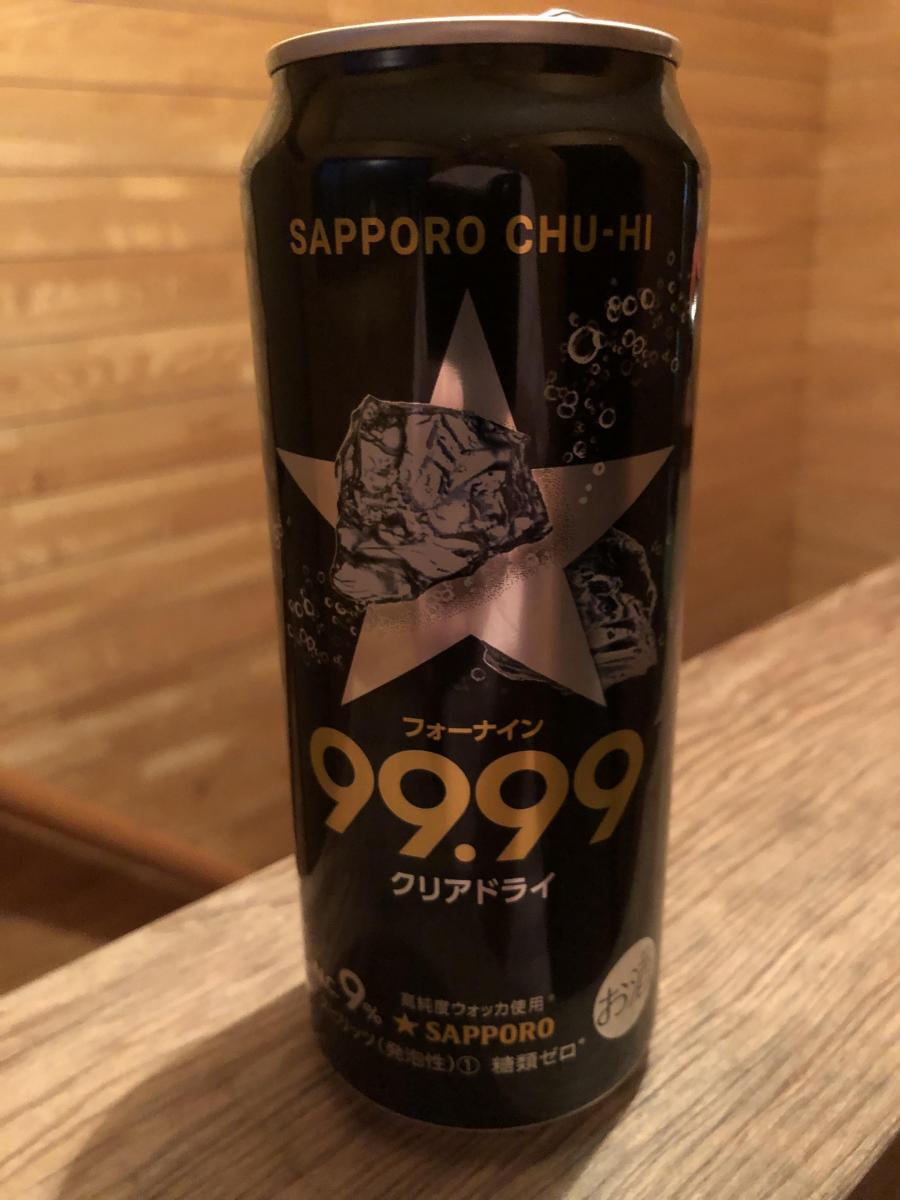 SAPPORO CHU-HI
フォーナイン
99.99
クリアドライ
9%
高純度ウォッカ使用*
★ SAPPORO
(発泡性)① 糖類ゼロ*
お酒